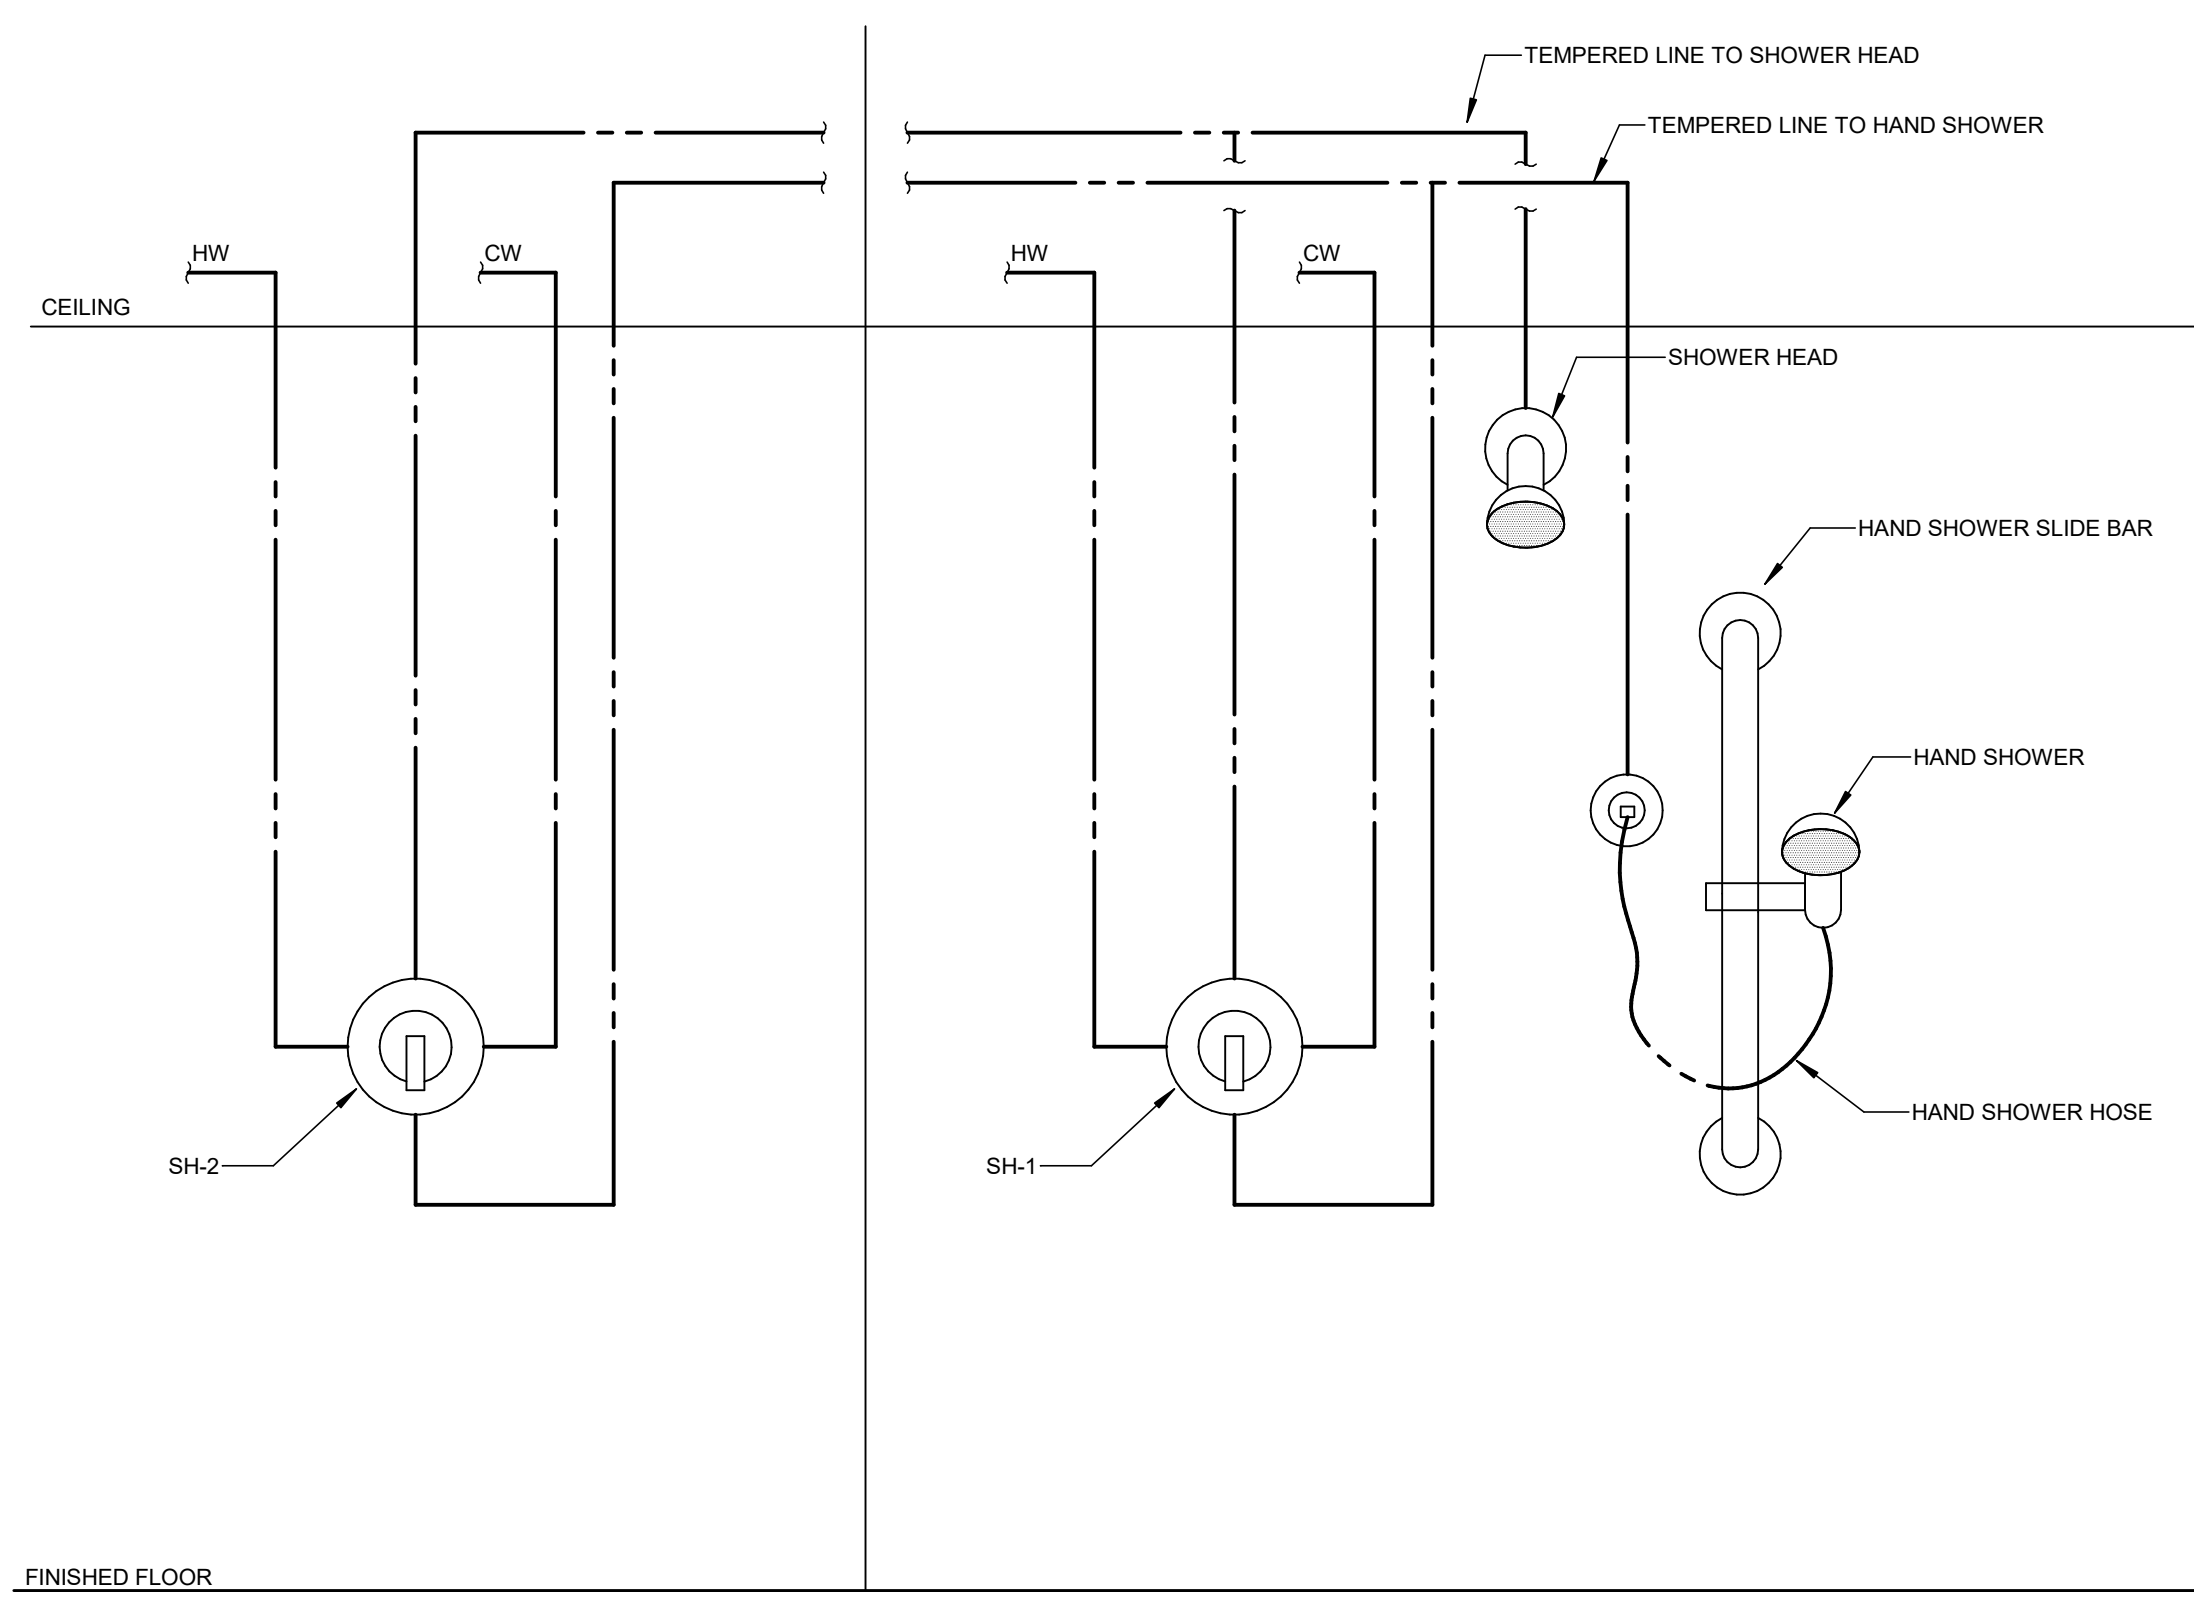 TEMPERED LINE TO SHOWER HEAD
TEMPERED LINE TO HAND SHOWER
HW
CW
HW
CW
CEILING
SHOWER HEAD
HAND SHOWER SLIDE BAR
HAND SHOWER
HAND SHOWER HOSE
SH-2
SH-1
FINISHED FLOOR